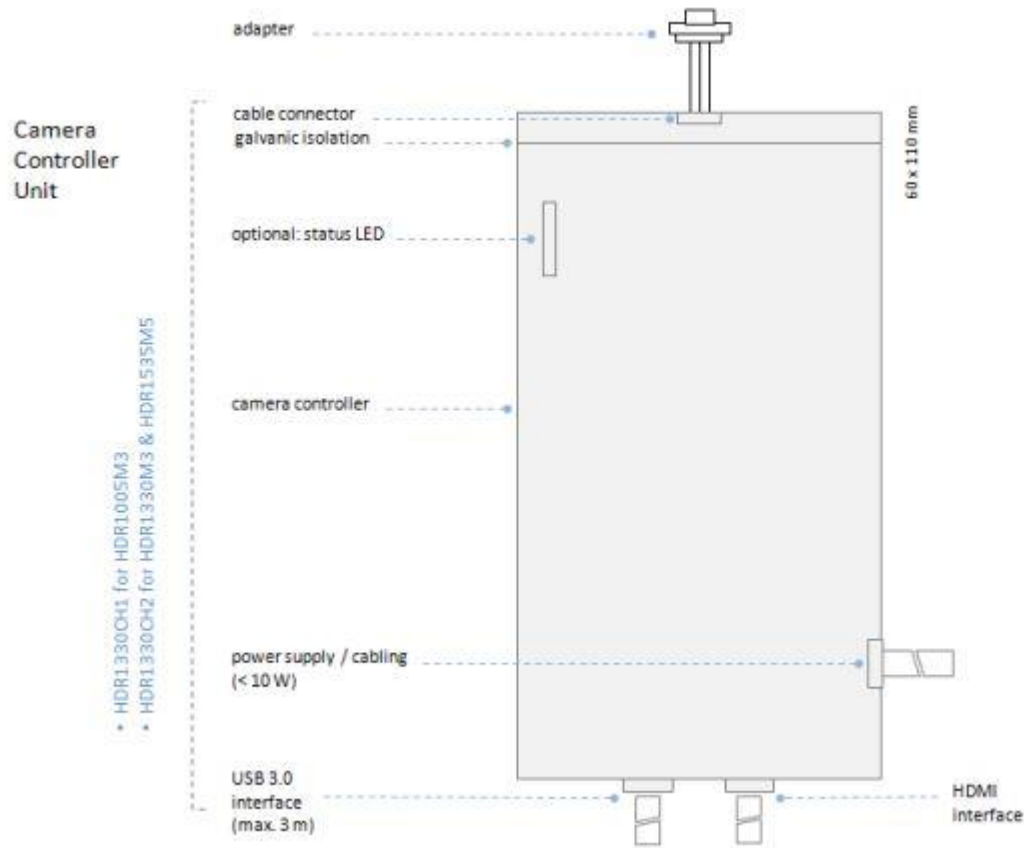 adapter
Camera
Controller
Unit
cable connector
galvanic isolation
60 x 110 mm
optional: status LED
camera controller
• HDR1330CH1 for HDR1005M3
• HDR1330CH2 for HDR1330M3 & HDR1535M5
power supply / cabling
(< 10 W)
USB 3.0
interface
(max. 3 m)
HDMI
interface